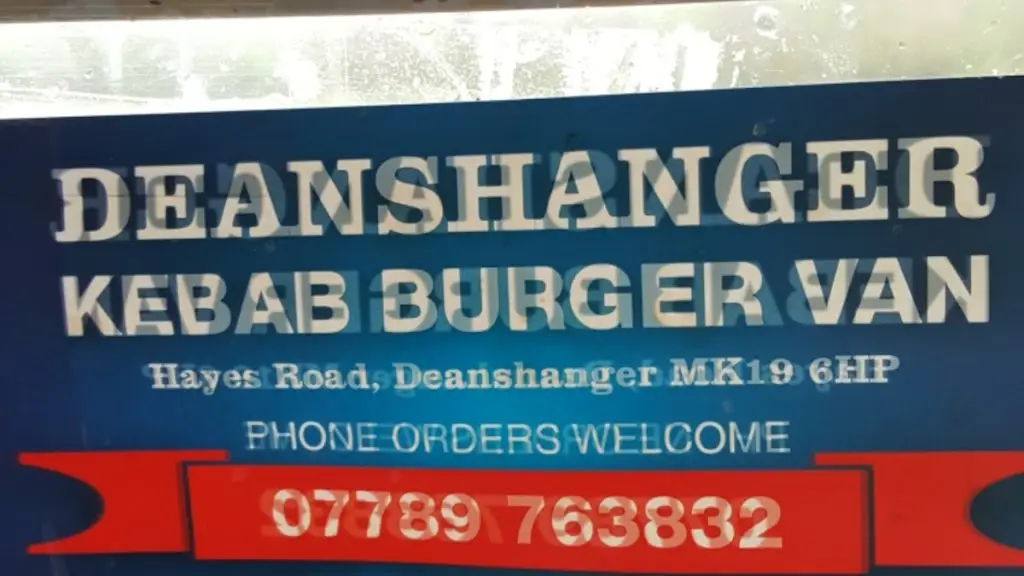 DEANSHANGER
KEBAB BURGER VAN
Hayes Road, Deanshanger MK19 6HP
PHONE ORDERS WELCOME
07789 763832